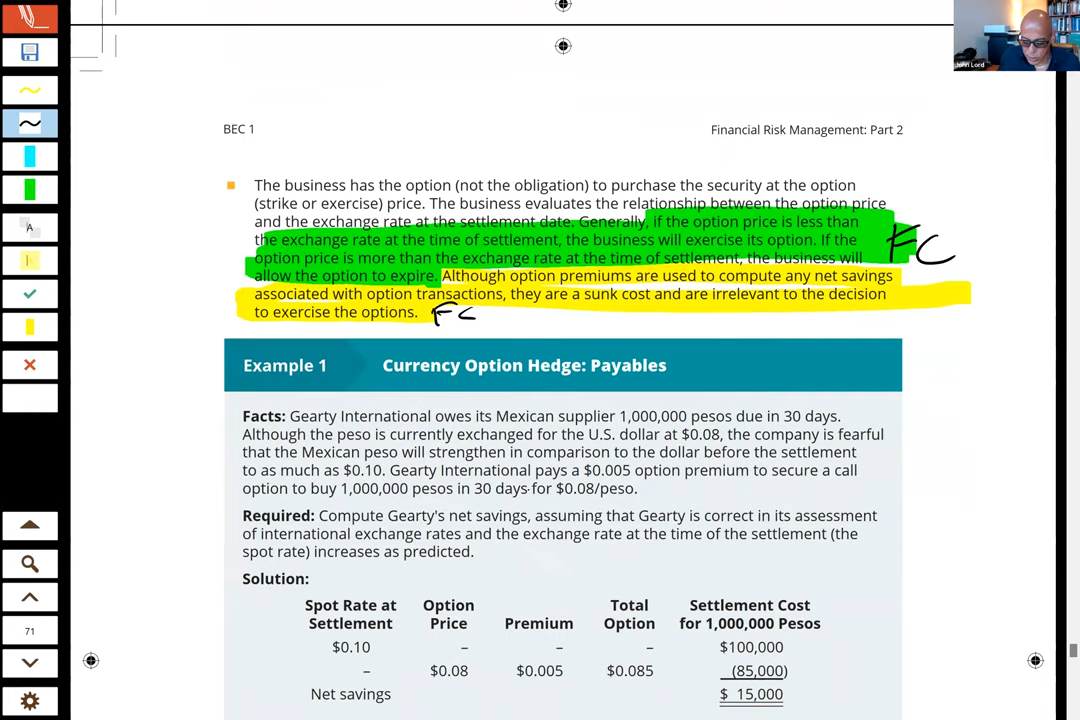 John Lord
BEC 1
Financial Risk Management: Part 2
The business has the option (not the obligation) to purchase the security at the option
(strike or exercise) price. The business evaluates the relationship between the option price
and the exchange rate at the settlement date. Generally, if the option price is less than
the exchange rate at the time of settlement, the business will exercise its option. If the
option price is more than the exchange rate at the time of settlement, the business will
allow the option to expire. Although option premiums are used to compute any net savings
associated with option transactions, they are a sunk cost and are irrelevant to the decision
to exercise the options.
FC
FC
Example 1 Currency Option Hedge: Payables
Facts: Gearty International owes its Mexican supplier 1,000,000 pesos due in 30 days.
Although the peso is currently exchanged for the U.S. dollar at $0.08, the company is fearful
that the Mexican peso will strengthen in comparison to the dollar before the settlement
to as much as $0.10. Gearty International pays a $0.005 option premium to secure a call
option to buy 1,000,000 pesos in 30 days for $0.08/peso.
Required: Compute Gearty's net savings, assuming that Gearty is correct in its assessment
of international exchange rates and the exchange rate at the time of the settlement (the
spot rate) increases as predicted.
Solution:
Spot Rate at Option Total Settlement Cost
Settlement Price Premium Option for 1,000,000 Pesos
$0.10 – – – $100,000
– $0.08 $0.005 $0.085 (85,000)
Net savings $ 15,000
A
71